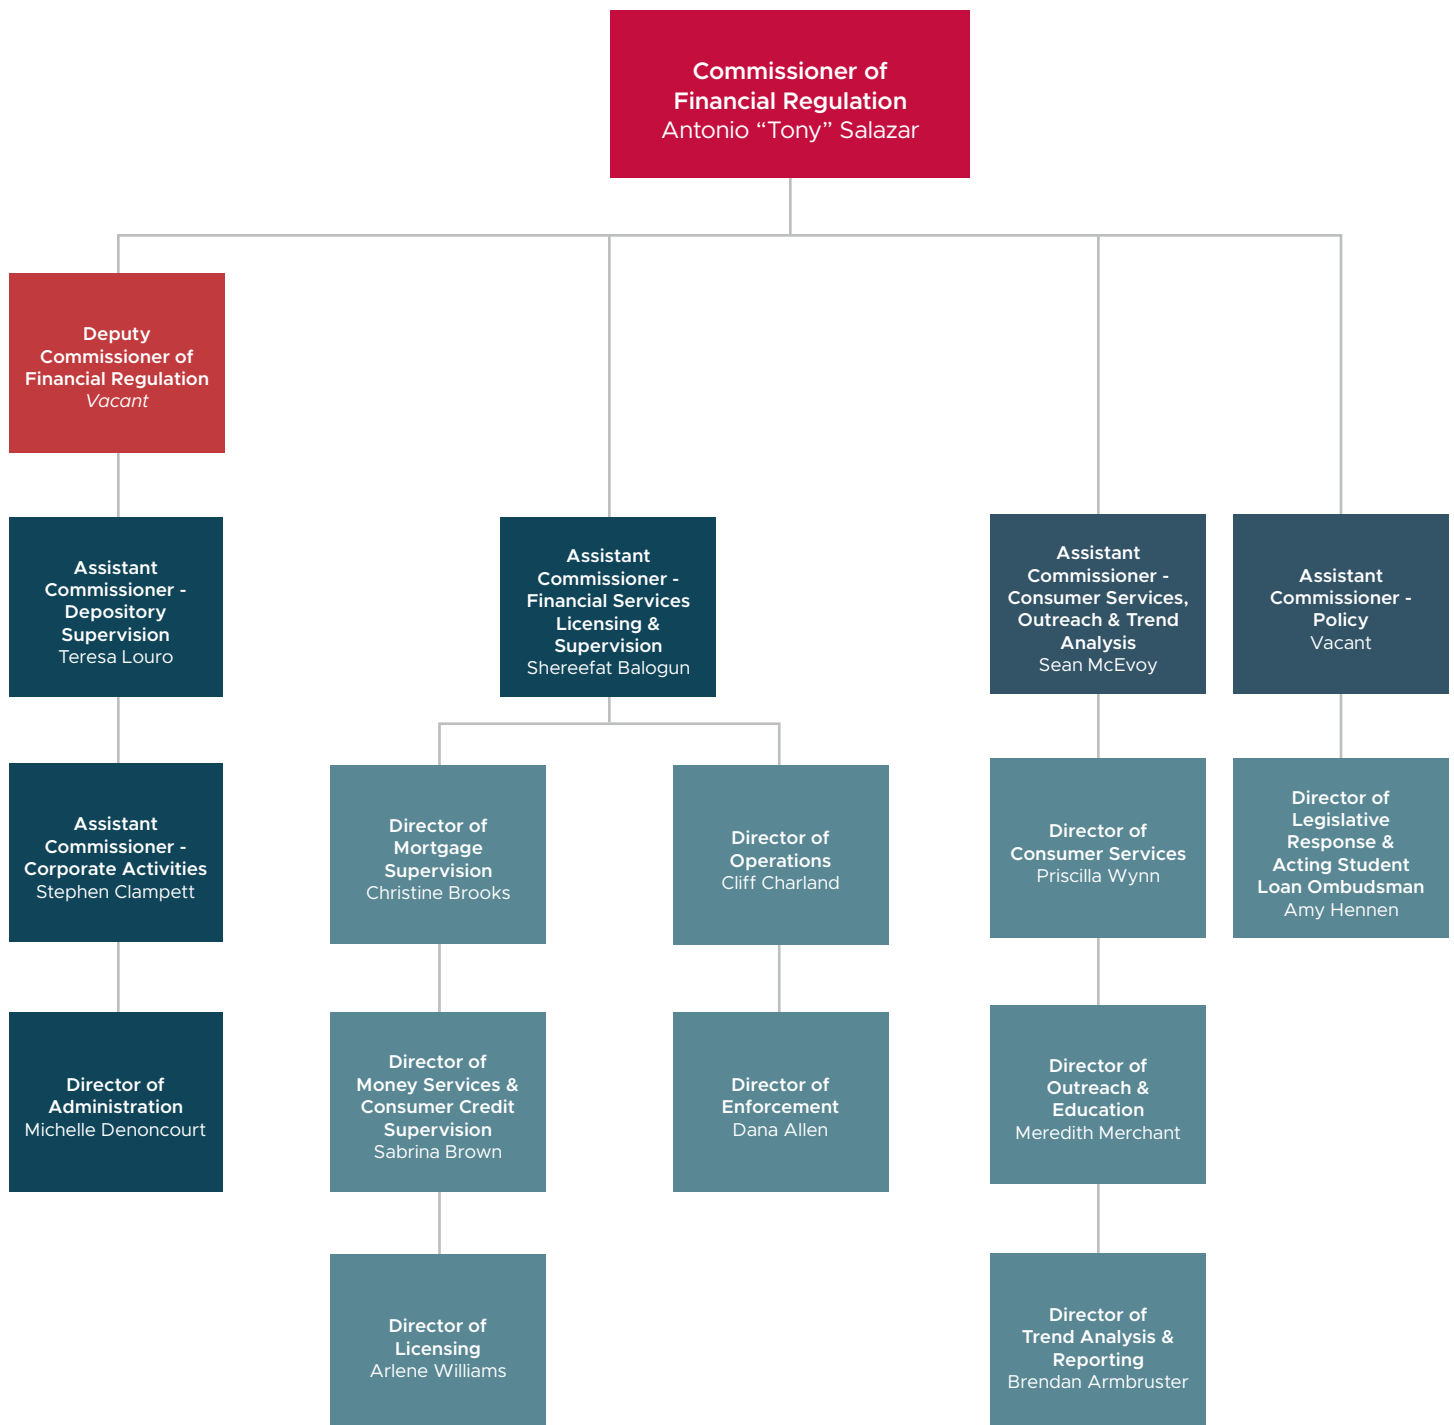 Commissioner of
Financial Regulation
Antonio “Tony” Salazar
Deputy
Commissioner of
Financial Regulation
Vacant
Assistant
Commissioner -
Depository
Supervision
Teresa Louro
Assistant
Commissioner -
Financial Services
Licensing &
Supervision
Shereefat Balogun
Assistant
Commissioner -
Consumer Services,
Outreach & Trend
Analysis
Sean McEvoy
Assistant
Commissioner -
Policy
Vacant
Assistant
Commissioner -
Corporate Activities
Stephen Clampett
Director of
Mortgage
Supervision
Christine Brooks
Director of
Operations
Cliff Charland
Director of
Consumer Services
Priscilla Wynn
Director of
Legislative
Response &
Acting Student
Loan Ombudsman
Amy Hennen
Director of
Administration
Michelle Denoncourt
Director of
Money Services &
Consumer Credit
Supervision
Sabrina Brown
Director of
Enforcement
Dana Allen
Director of
Outreach &
Education
Meredith Merchant
Director of
Licensing
Arlene Williams
Director of
Trend Analysis &
Reporting
Brendan Armbruster